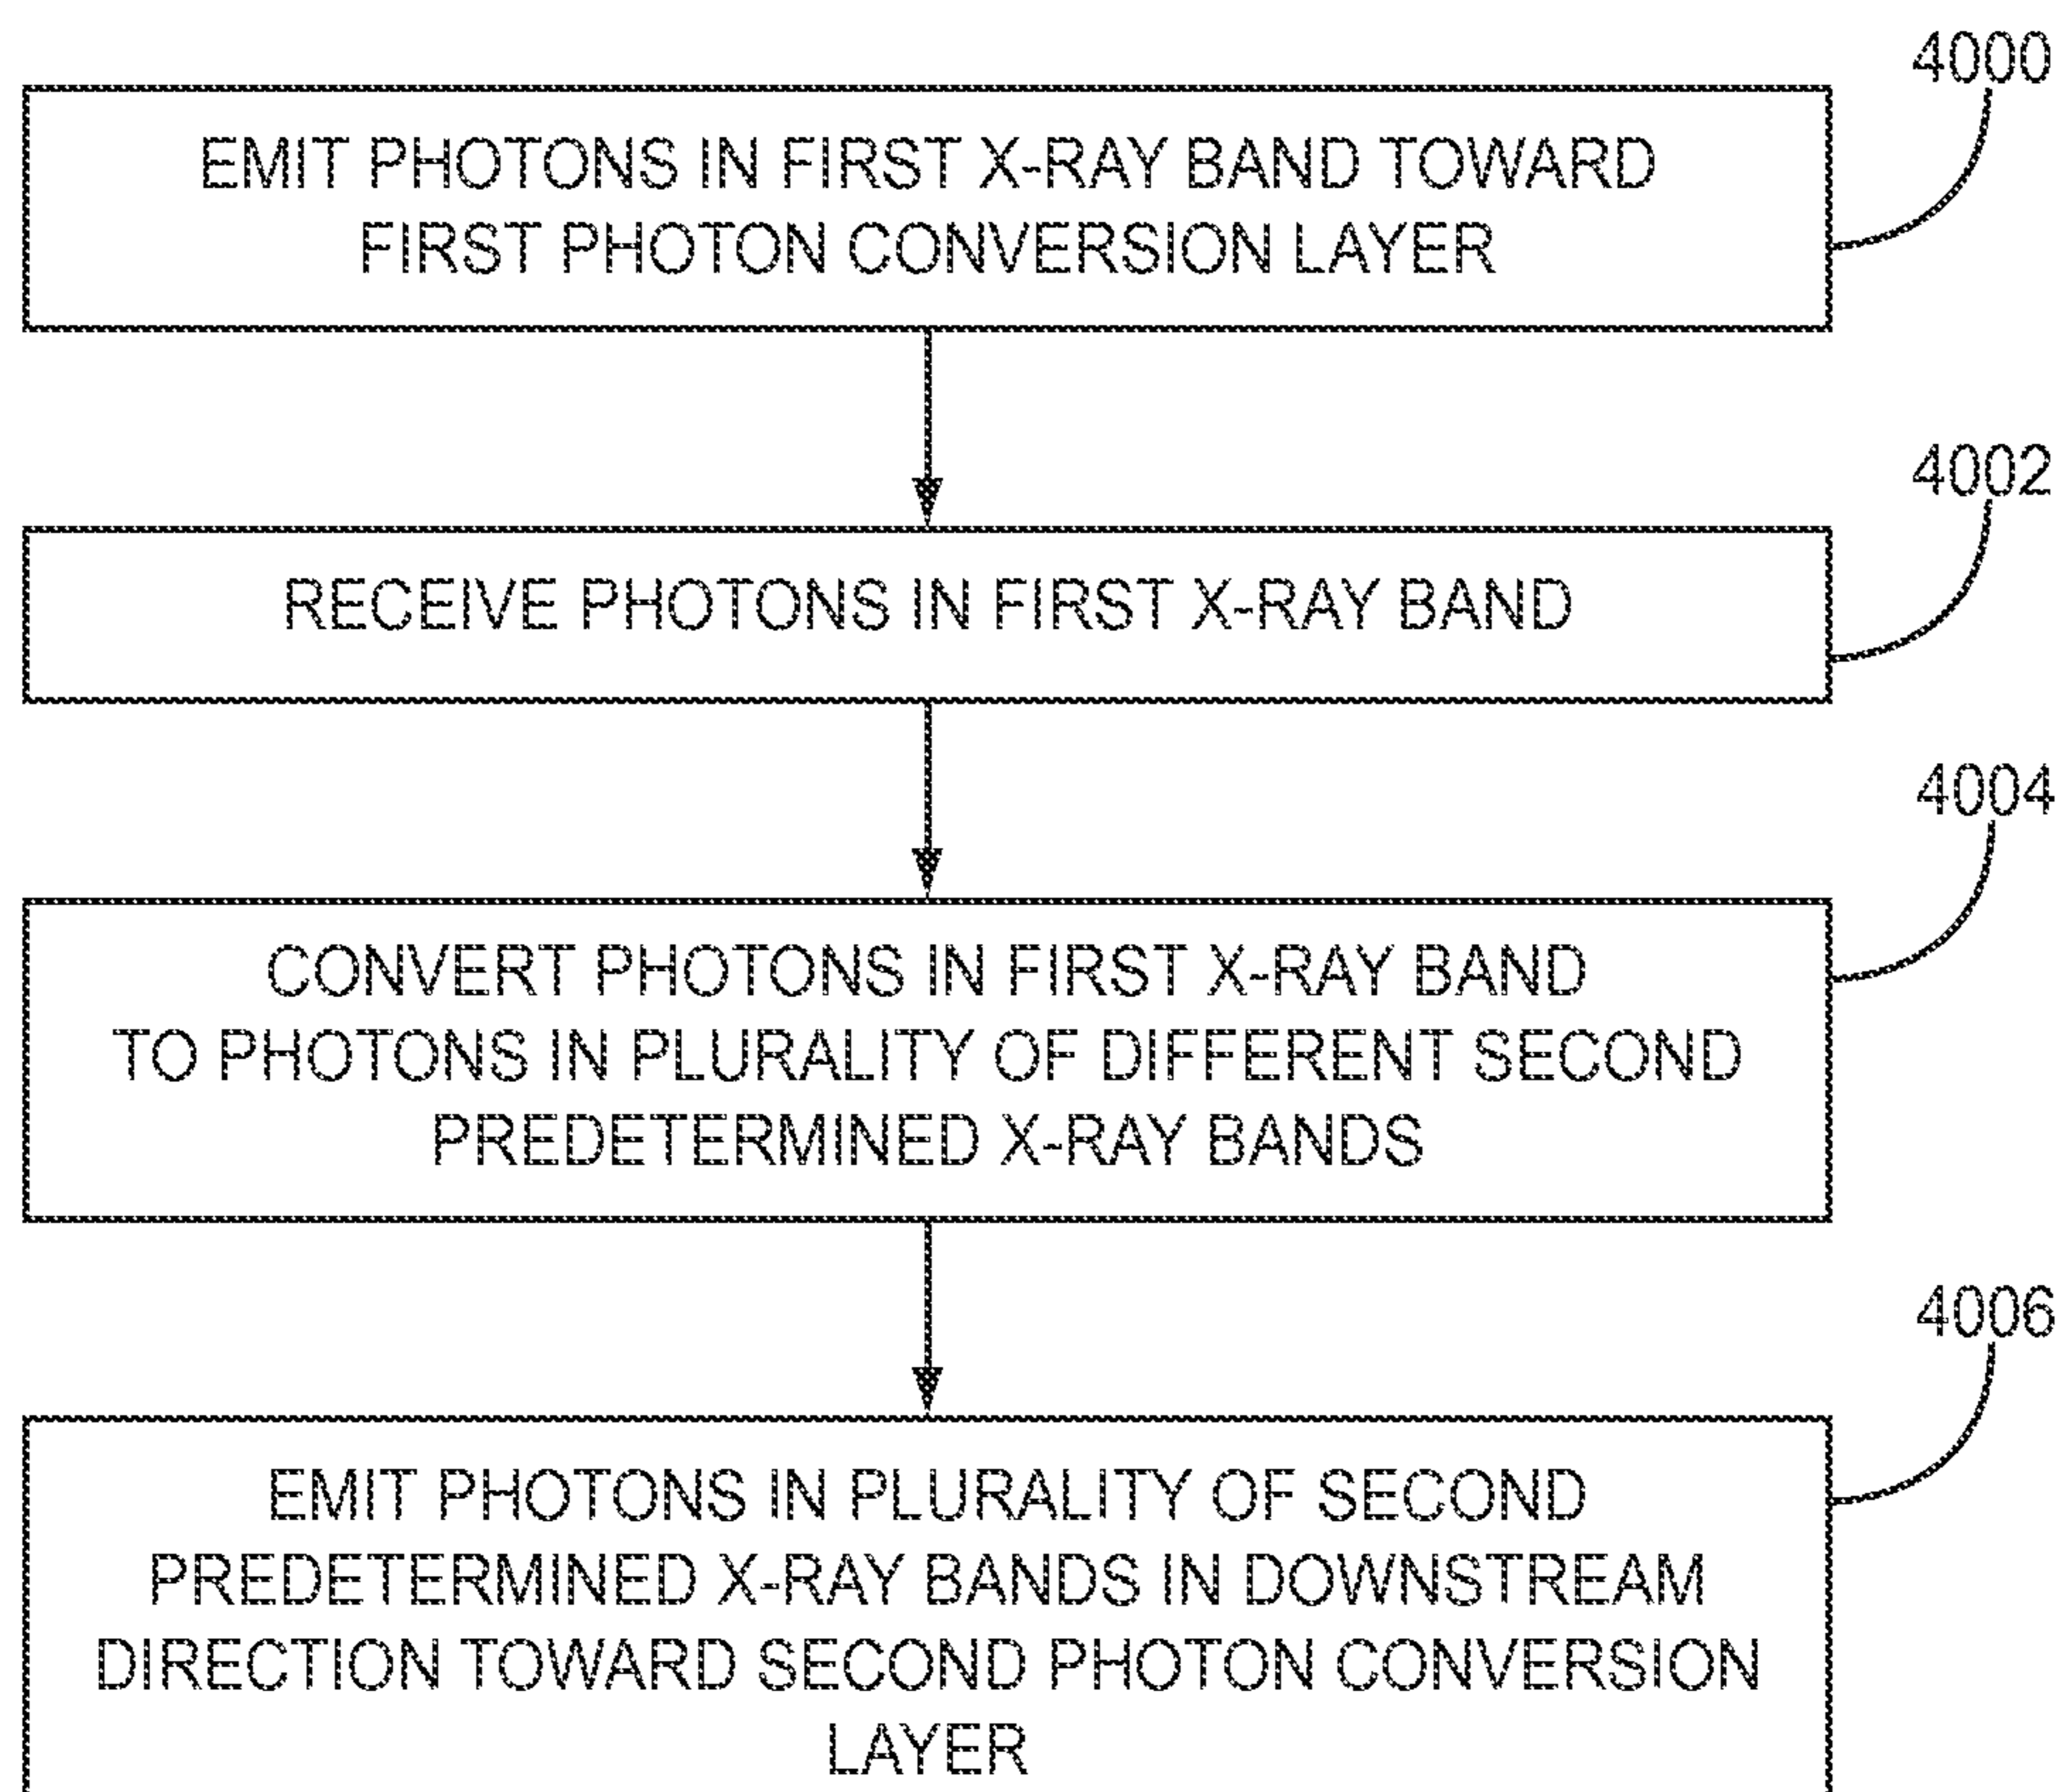 4000
EMIT PHOTONS IN FIRST X-RAY BAND TOWARD
FIRST PHOTON CONVERSION LAYER
4002
RECEIVE PHOTONS IN FIRST X-RAY BAND
4004
CONVERT PHOTONS IN FIRST X-RAY BAND
TO PHOTONS IN PLURALITY OF DIFFERENT SECOND
PREDETERMINED X-RAY BANDS
4006
EMIT PHOTONS IN PLURALITY OF SECOND
PREDETERMINED X-RAY BANDS IN DOWNSTREAM
DIRECTION TOWARD SECOND PHOTON CONVERSION
LAYER